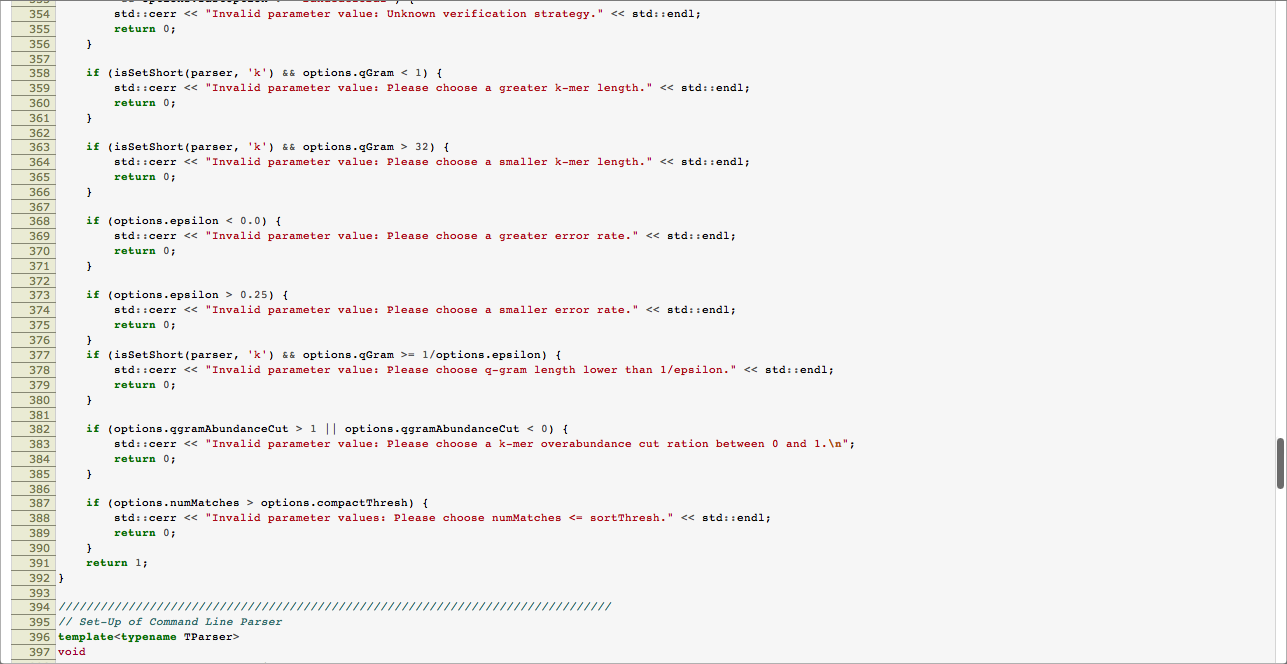 354 std::cerr << "Invalid parameter value: Unknown verification strategy." << std::endl;
355 return 0;
356 }
357
358 if (isSetShort(parser, 'k') && options.qGram < 1) {
359 std::cerr << "Invalid parameter value: Please choose a greater k-mer length." << std::endl;
360 return 0;
361 }
362
363 if (isSetShort(parser, 'k') && options.qGram > 32) {
364 std::cerr << "Invalid parameter value: Please choose a smaller k-mer length." << std::endl;
365 return 0;
366 }
367
368 if (options.epsilon < 0.0) {
369 std::cerr << "Invalid parameter value: Please choose a greater error rate." << std::endl;
370 return 0;
371 }
372
373 if (options.epsilon > 0.25) {
374 std::cerr << "Invalid parameter value: Please choose a smaller error rate." << std::endl;
375 return 0;
376 }
377 if (isSetShort(parser, 'k') && options.qGram >= 1/options.epsilon) {
378 std::cerr << "Invalid parameter value: Please choose q-gram length lower than 1/epsilon." << std::endl;
379 return 0;
380 }
381
382 if (options.qgramAbundanceCut > 1 || options.qgramAbundanceCut < 0) {
383 std::cerr << "Invalid parameter value: Please choose a k-mer overabundance cut ration between 0 and 1.\n";
384 return 0;
385 }
386
387 if (options.numMatches > options.compactThresh) {
388 std::cerr << "Invalid parameter values: Please choose numMatches <= sortThresh." << std::endl;
389 return 0;
390 }
391 return 1;
392 }
393
394 ///////////////////////////////////////////////////////////////////////////////
395 // Set-Up of Command Line Parser
396 template<typename TParser>
397 void